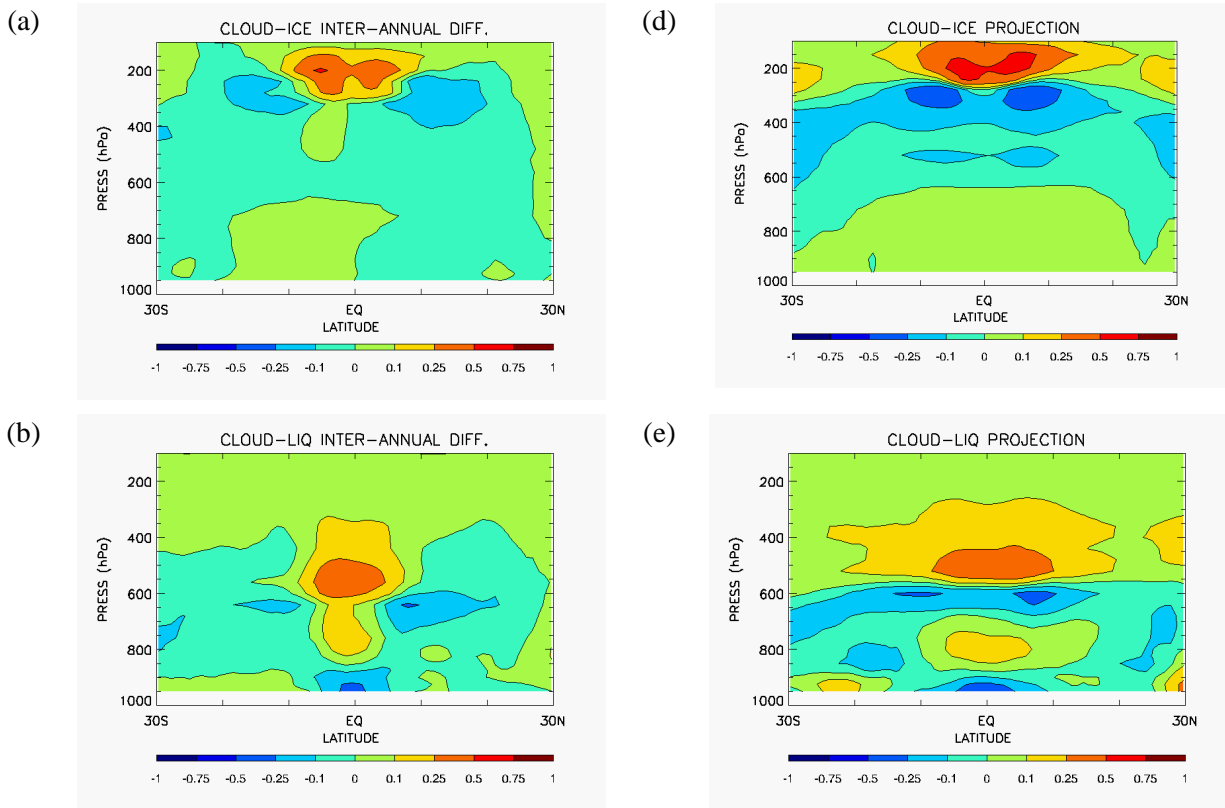 (a)
CLOUD-ICE INTER-ANNUAL DIFF.
PRESS (hPa)
200
400
600
800
1000
30S EQ 30N
LATITUDE
-1 -0.75 -0.5 -0.25 -0.1 0 0.1 0.25 0.5 0.75 1
(d)
CLOUD-ICE PROJECTION
PRESS (hPa)
200
400
600
800
1000
30S EQ 30N
LATITUDE
-1 -0.75 -0.5 -0.25 -0.1 0 0.1 0.25 0.5 0.75 1
(b)
CLOUD-LIQ INTER-ANNUAL DIFF.
PRESS (hPa)
200
400
600
800
1000
30S EQ 30N
LATITUDE
-1 -0.75 -0.5 -0.25 -0.1 0 0.1 0.25 0.5 0.75 1
(e)
CLOUD-LIQ PROJECTION
PRESS (hPa)
200
400
600
800
1000
30S EQ 30N
LATITUDE
-1 -0.75 -0.5 -0.25 -0.1 0 0.1 0.25 0.5 0.75 1